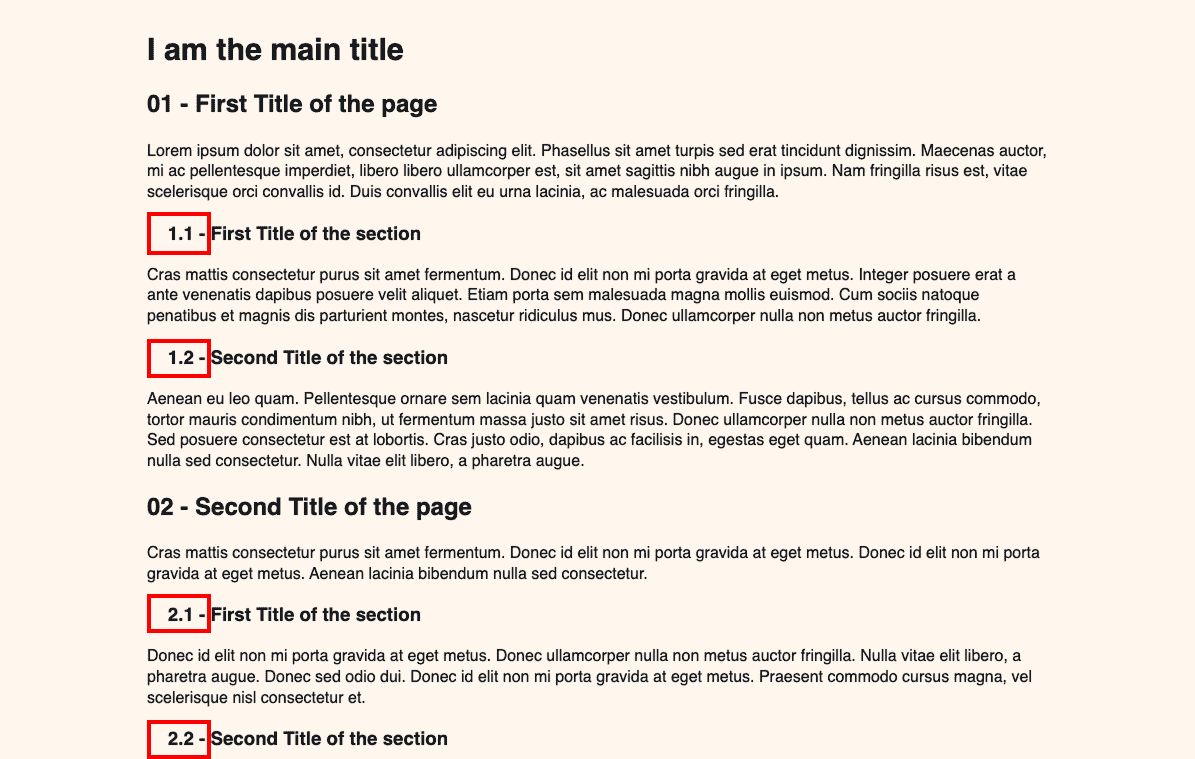 I am the main title
01 - First Title of the page
Lorem ipsum dolor sit amet, consectetur adipiscing elit. Phasellus sit amet turpis sed erat tincidunt dignissim. Maecenas auctor,
mi ac pellentesque imperdiet, libero libero ullamcorper est, sit amet sagittis nibh augue in ipsum. Nam fringilla risus est, vitae
scelerisque orci convallis id. Duis convallis elit eu urna lacinia, ac malesuada orci fringilla.
1.1 - First Title of the section
Cras mattis consectetur purus sit amet fermentum. Donec id elit non mi porta gravida at eget metus. Integer posuere erat a
ante venenatis dapibus posuere velit aliquet. Etiam porta sem malesuada magna mollis euismod. Cum sociis natoque
penatibus et magnis dis parturient montes, nascetur ridiculus mus. Donec ullamcorper nulla non metus auctor fringilla.
1.2 - Second Title of the section
Aenean eu leo quam. Pellentesque ornare sem lacinia quam venenatis vestibulum. Fusce dapibus, tellus ac cursus commodo,
tortor mauris condimentum nibh, ut fermentum massa justo sit amet risus. Donec ullamcorper nulla non metus auctor fringilla.
Sed posuere consectetur est at lobortis. Cras justo odio, dapibus ac facilisis in, egestas eget quam. Aenean lacinia bibendum
nulla sed consectetur. Nulla vitae elit libero, a pharetra augue.
02 - Second Title of the page
Cras mattis consectetur purus sit amet fermentum. Donec id elit non mi porta gravida at eget metus. Donec id elit non mi porta
gravida at eget metus. Aenean lacinia bibendum nulla sed consectetur.
2.1 - First Title of the section
Donec id elit non mi porta gravida at eget metus. Donec ullamcorper nulla non metus auctor fringilla. Nulla vitae elit libero, a
pharetra augue. Donec sed odio dui. Donec id elit non mi porta gravida at eget metus. Praesent commodo cursus magna, vel
scelerisque nisl consectetur et.
2.2 - Second Title of the section